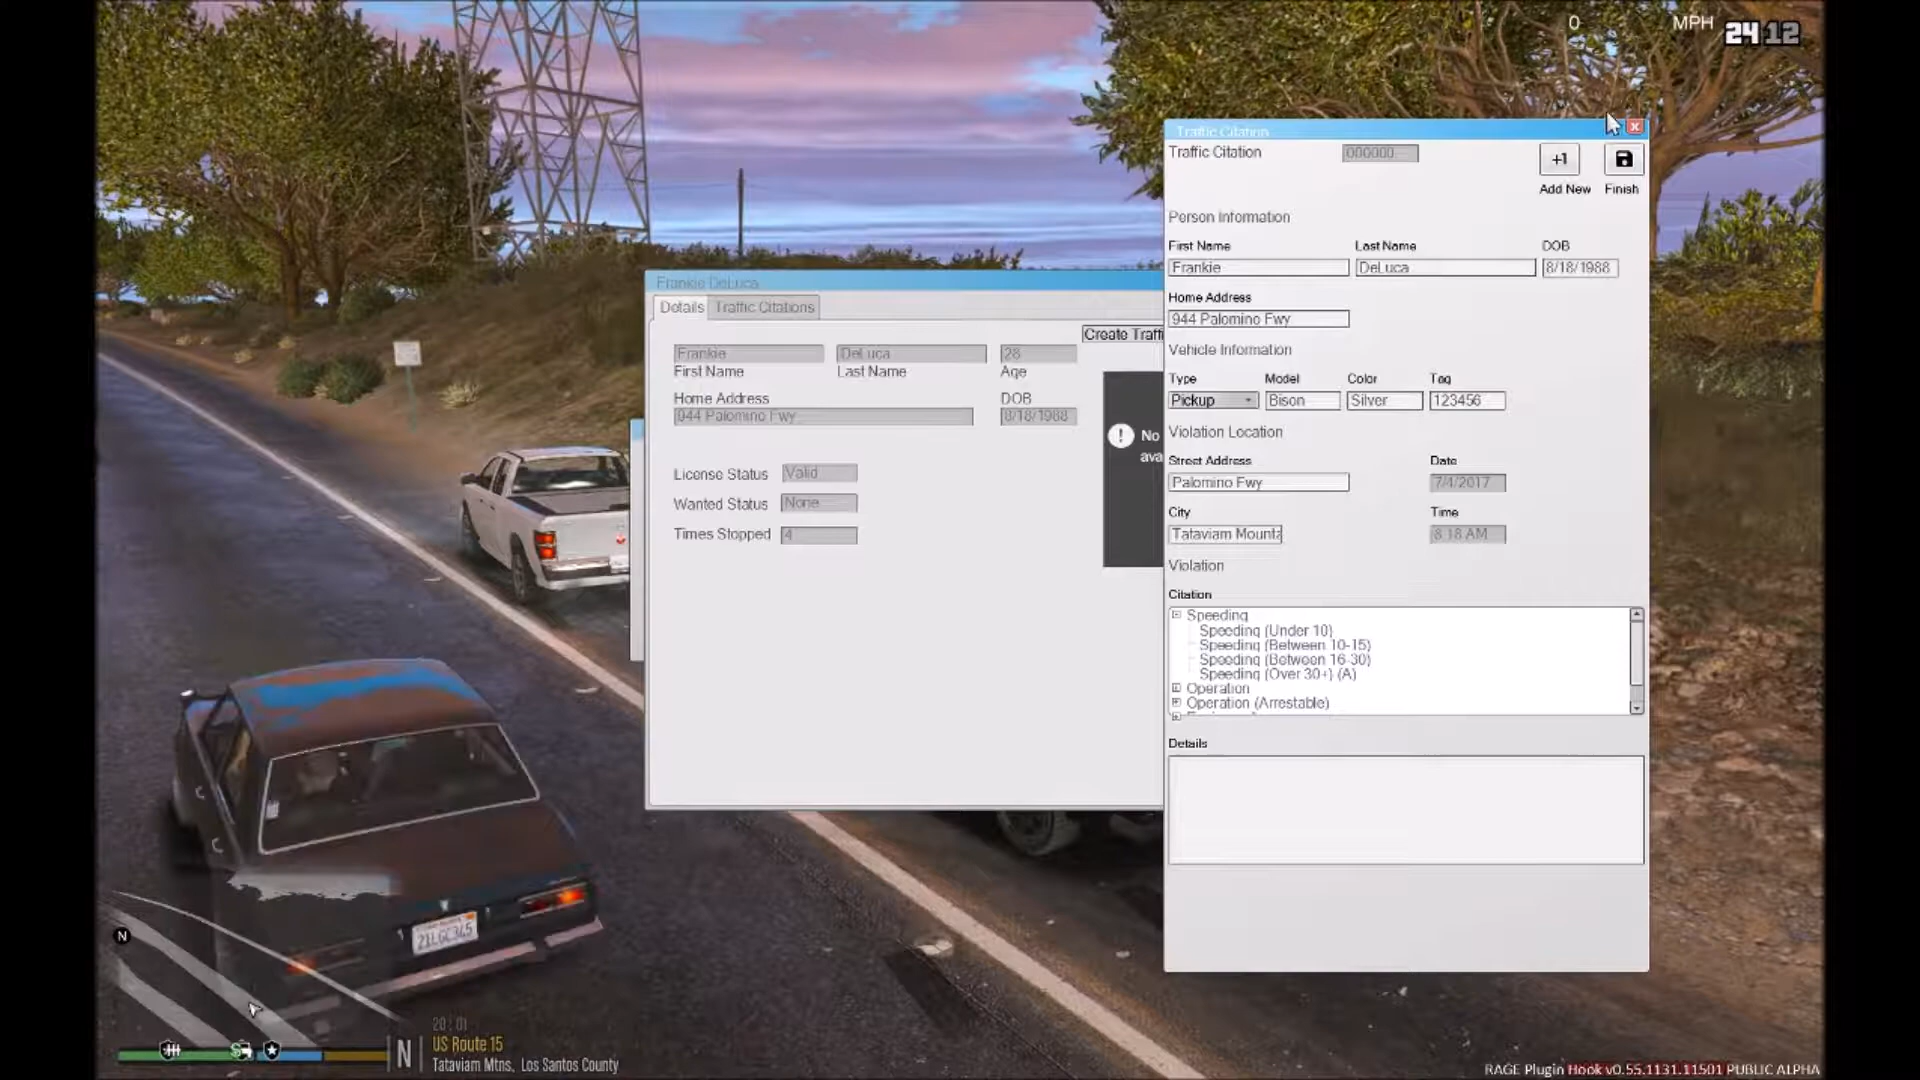 0 MPH 24 12
Traffic Citation
Traffic Citation 000000
+1
Add New Finish
Person Information
First Name Last Name DOB
Frankie DeLuca 8/18/1988
Home Address
944 Palomino Fwy
Vehicle Information
Type Model Color Tag
Pickup Bison Silver 123456
Violation Location
Street Address Date
Palomino Fwy 7/4/2017
City Time
Tataviam Mounta 8:18 AM
Violation
Citation
Speeding
Speeding (Under 10)
Speeding (Between 10-15)
Speeding (Between 16-30)
Speeding (Over 30+) (A)
Operation
Operation (Arrestable)
Details
Frankie DeLuca
Details Traffic Citations
Create Traffi
Frankie DeLuca 28
First Name Last Name Age
Home Address DOB
944 Palomino Fwy 8/18/1988
License Status Valid
Wanted Status None
Times Stopped 4
No
ava
N
N
20:01
US Route 15
Tataviam Mtns, Los Santos County
RAGE Plugin Hook v0.55.1131.11501 PUBLIC ALPHA